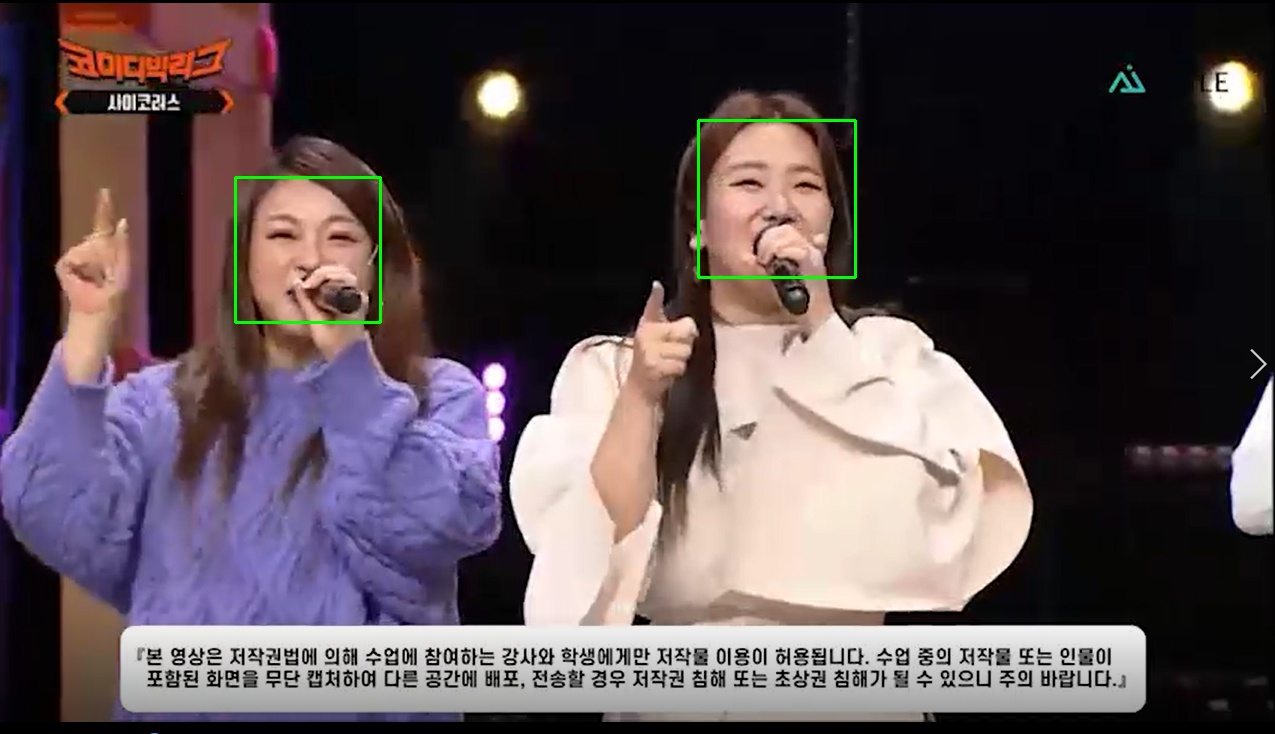 코미디빅리그
사이코러스
LE
『본 영상은 저작권법에 의해 수업에 참여하는 강사와 학생에게만 저작물 이용이 허용됩니다. 수업 중의 저작물 또는 인물이
포함된 화면을 무단 캡처하여 다른 공간에 배포, 전송할 경우 저작권 침해 또는 초상권 침해가 될 수 있으니 주의 바랍니다.』